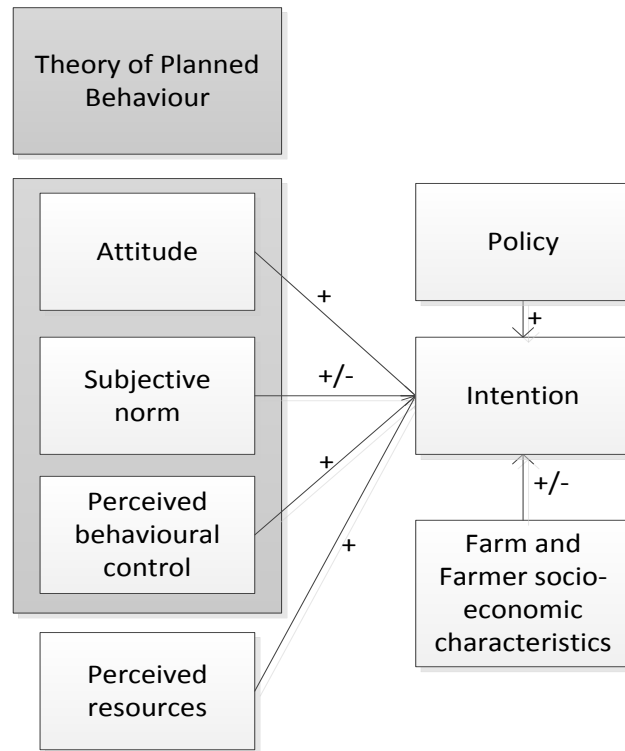 Theory of Planned
Behaviour
Attitude
+
Subjective
norm
+/-
Perceived
behavioural
control
+
Perceived
resources
+
Policy
+
Intention
+/-
Farm and
Farmer socio-
economic
characteristics